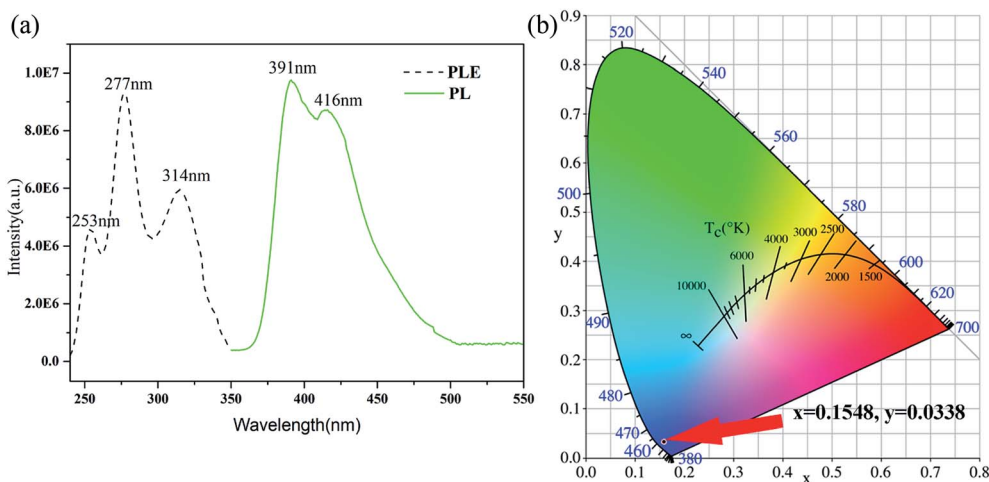 (a)
Intensity(a.u.)
1.0E7
8.0E6
6.0E6
4.0E6
2.0E6
0.0
253nm
277nm
314nm
391nm
416nm
PLE
PL
250 300 350 400 450 500 550
Wavelength(nm)
(b)
y
0.9
0.8
0.7
0.6
0.5
0.4
0.3
0.2
0.1
0.0
520
540
560
580
600
620
700
500
490
480
470
460
380
Tc(°K)
∞
10000
6000
4000
3000
2500
2000
1500
x=0.1548, y=0.0338
0.0 0.1 0.2 0.3 0.4 0.5 0.6 0.7 0.8
x